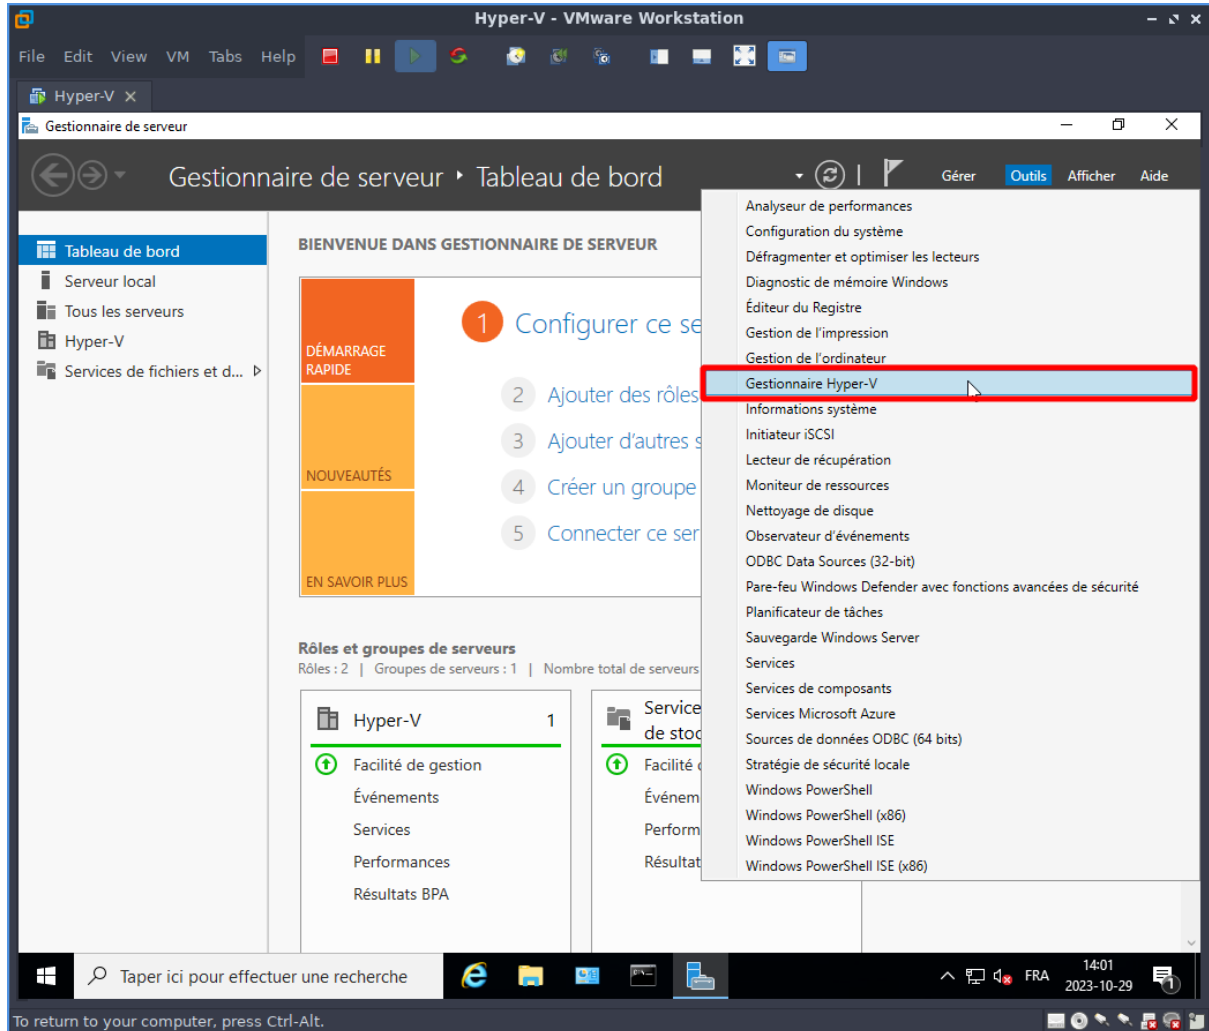 Hyper-V - VMware Workstation
File Edit View VM Tabs Help
Hyper-V
Gestionnaire de serveur
Gestionnaire de serveur ‣ Tableau de bord
Gérer Outils Afficher Aide
Tableau de bord
Serveur local
Tous les serveurs
Hyper-V
Services de fichiers et d...
BIENVENUE DANS GESTIONNAIRE DE SERVEUR
DÉMARRAGE
RAPIDE
NOUVEAUTÉS
EN SAVOIR PLUS
1 Configurer ce se
2 Ajouter des rôles
3 Ajouter d'autres s
4 Créer un groupe
5 Connecter ce ser
Rôles et groupes de serveurs
Rôles : 2 | Groupes de serveurs : 1 | Nombre total de serveurs
Hyper-V 1
Facilité de gestion
Événements
Services
Performances
Résultats BPA
Service
de stoc
Facilité
Événem
Perform
Résultat
Analyseur de performances
Configuration du système
Défragmenter et optimiser les lecteurs
Diagnostic de mémoire Windows
Éditeur du Registre
Gestion de l'impression
Gestion de l'ordinateur
Gestionnaire Hyper-V
Informations système
Initiateur iSCSI
Lecteur de récupération
Moniteur de ressources
Nettoyage de disque
Observateur d'événements
ODBC Data Sources (32-bit)
Pare-feu Windows Defender avec fonctions avancées de sécurité
Planificateur de tâches
Sauvegarde Windows Server
Services
Services de composants
Services Microsoft Azure
Sources de données ODBC (64 bits)
Stratégie de sécurité locale
Windows PowerShell
Windows PowerShell (x86)
Windows PowerShell ISE
Windows PowerShell ISE (x86)
Taper ici pour effectuer une recherche
FRA
14:01
2023-10-29
1
To return to your computer, press Ctrl-Alt.